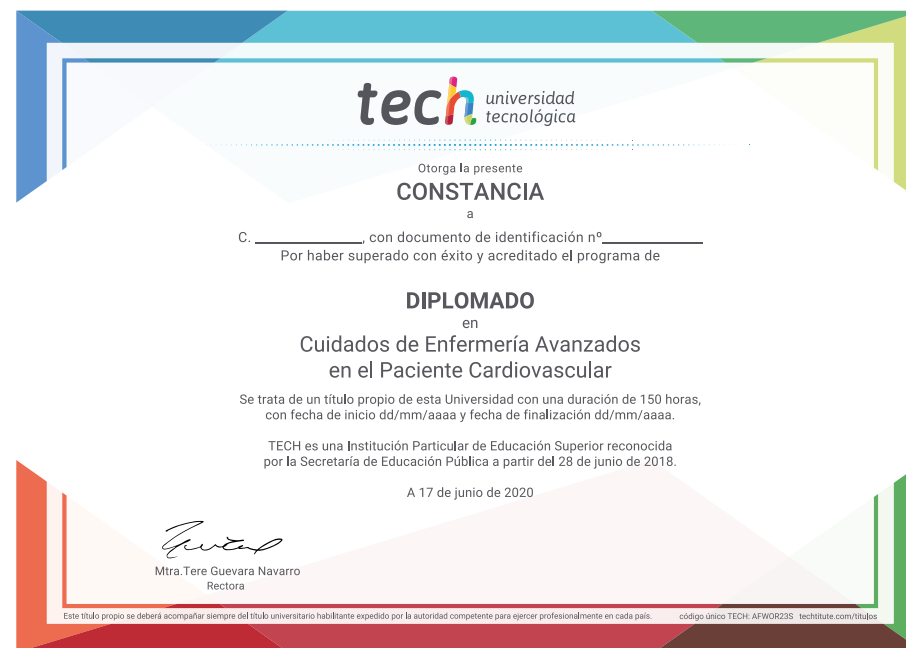 tech universidad
tecnológica
Otorga la presente
CONSTANCIA
a
C. ____________, con documento de identificación nº____________
Por haber superado con éxito y acreditado el programa de
DIPLOMADO
en
Cuidados de Enfermería Avanzados
en el Paciente Cardiovascular
Se trata de un título propio de esta Universidad con una duración de 150 horas,
con fecha de inicio dd/mm/aaaa y fecha de finalización dd/mm/aaaa.
TECH es una Institución Particular de Educación Superior reconocida
por la Secretaría de Educación Pública a partir del 28 de junio de 2018.
A 17 de junio de 2020
Mtra.Tere Guevara Navarro
Rectora
Este título propio se deberá acompañar siempre del título universitario habilitante expedido por la autoridad competente para ejercer profesionalmente en cada país. código único TECH: AFWOR23S techtitute.com/titulos